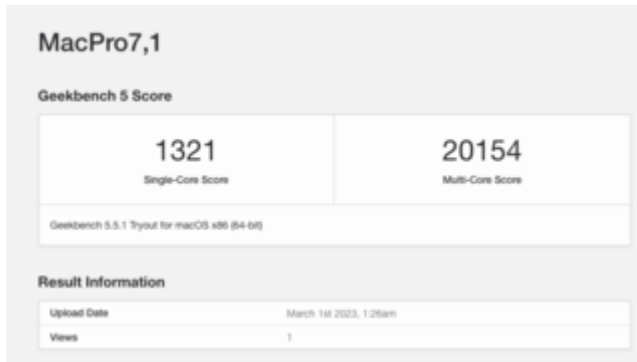 MacPro7,1
Geekbench 5 Score
1321 20154
Single-Core Score Multi-Core Score
Geekbench 5.5.1 Tryout for macOS x86 (64-bit)
Result Information
Upload Date March 1st 2023, 1:26am
Views 1